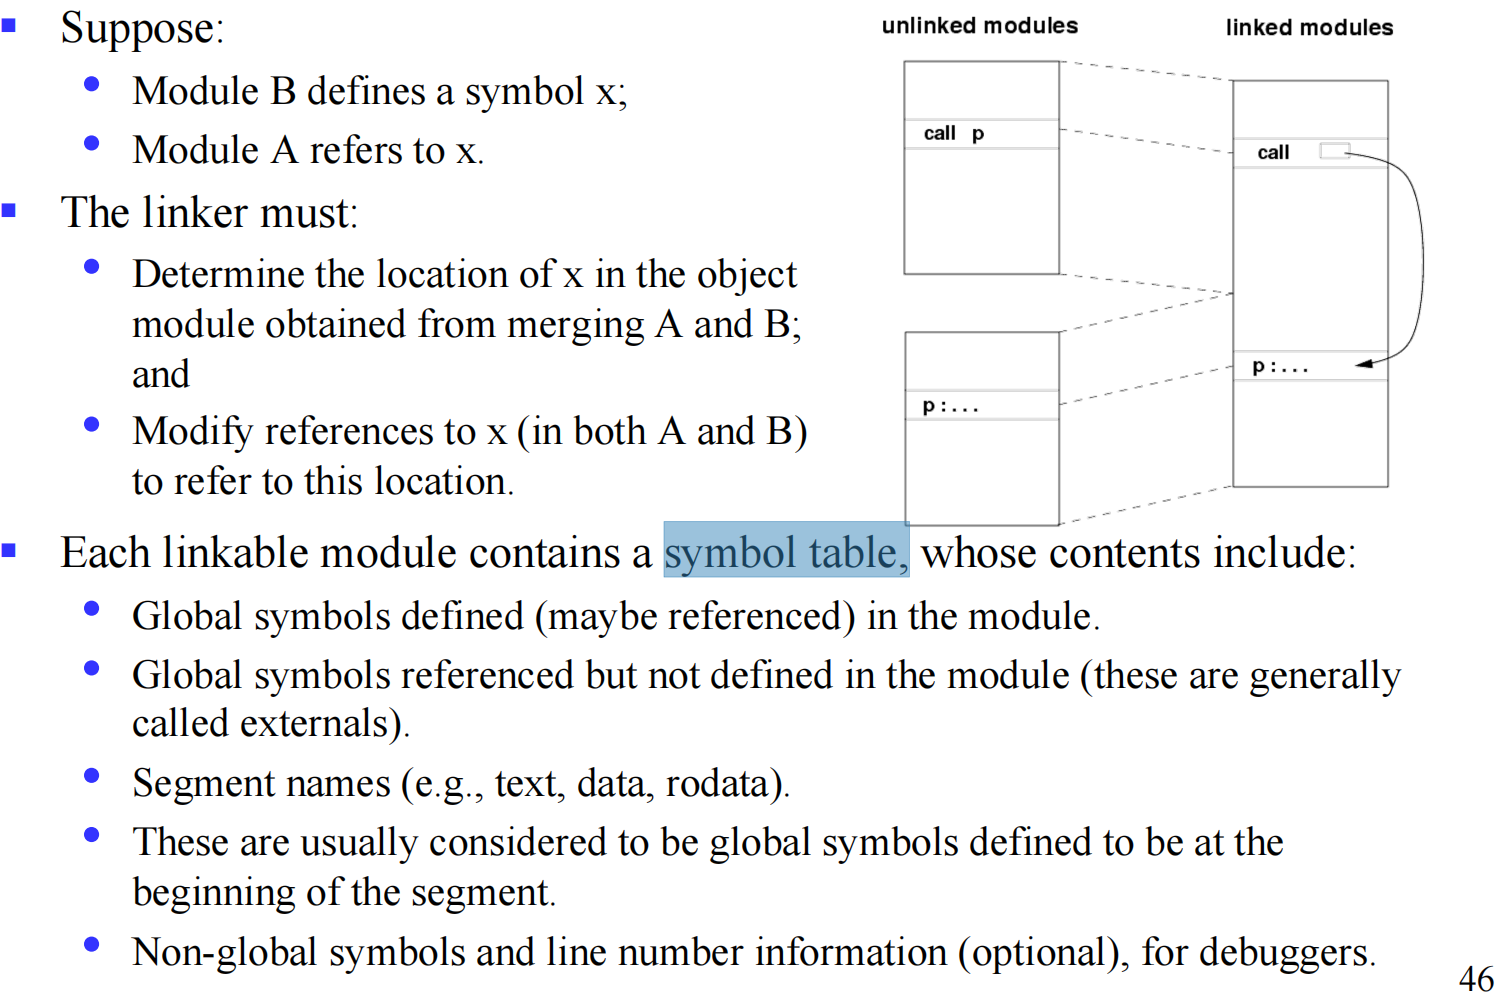 Suppose:
Module B defines a symbol x;
Module A refers to x.
The linker must:
Determine the location of x in the object
module obtained from merging A and B;
and
Modify references to x (in both A and B)
to refer to this location.
unlinked modules
linked modules
call p
p:...
call
p:...
Each linkable module contains a symbol table, whose contents include:
Global symbols defined (maybe referenced) in the module.
Global symbols referenced but not defined in the module (these are generally
called externals).
Segment names (e.g., text, data, rodata).
These are usually considered to be global symbols defined to be at the
beginning of the segment.
Non-global symbols and line number information (optional), for debuggers.
46